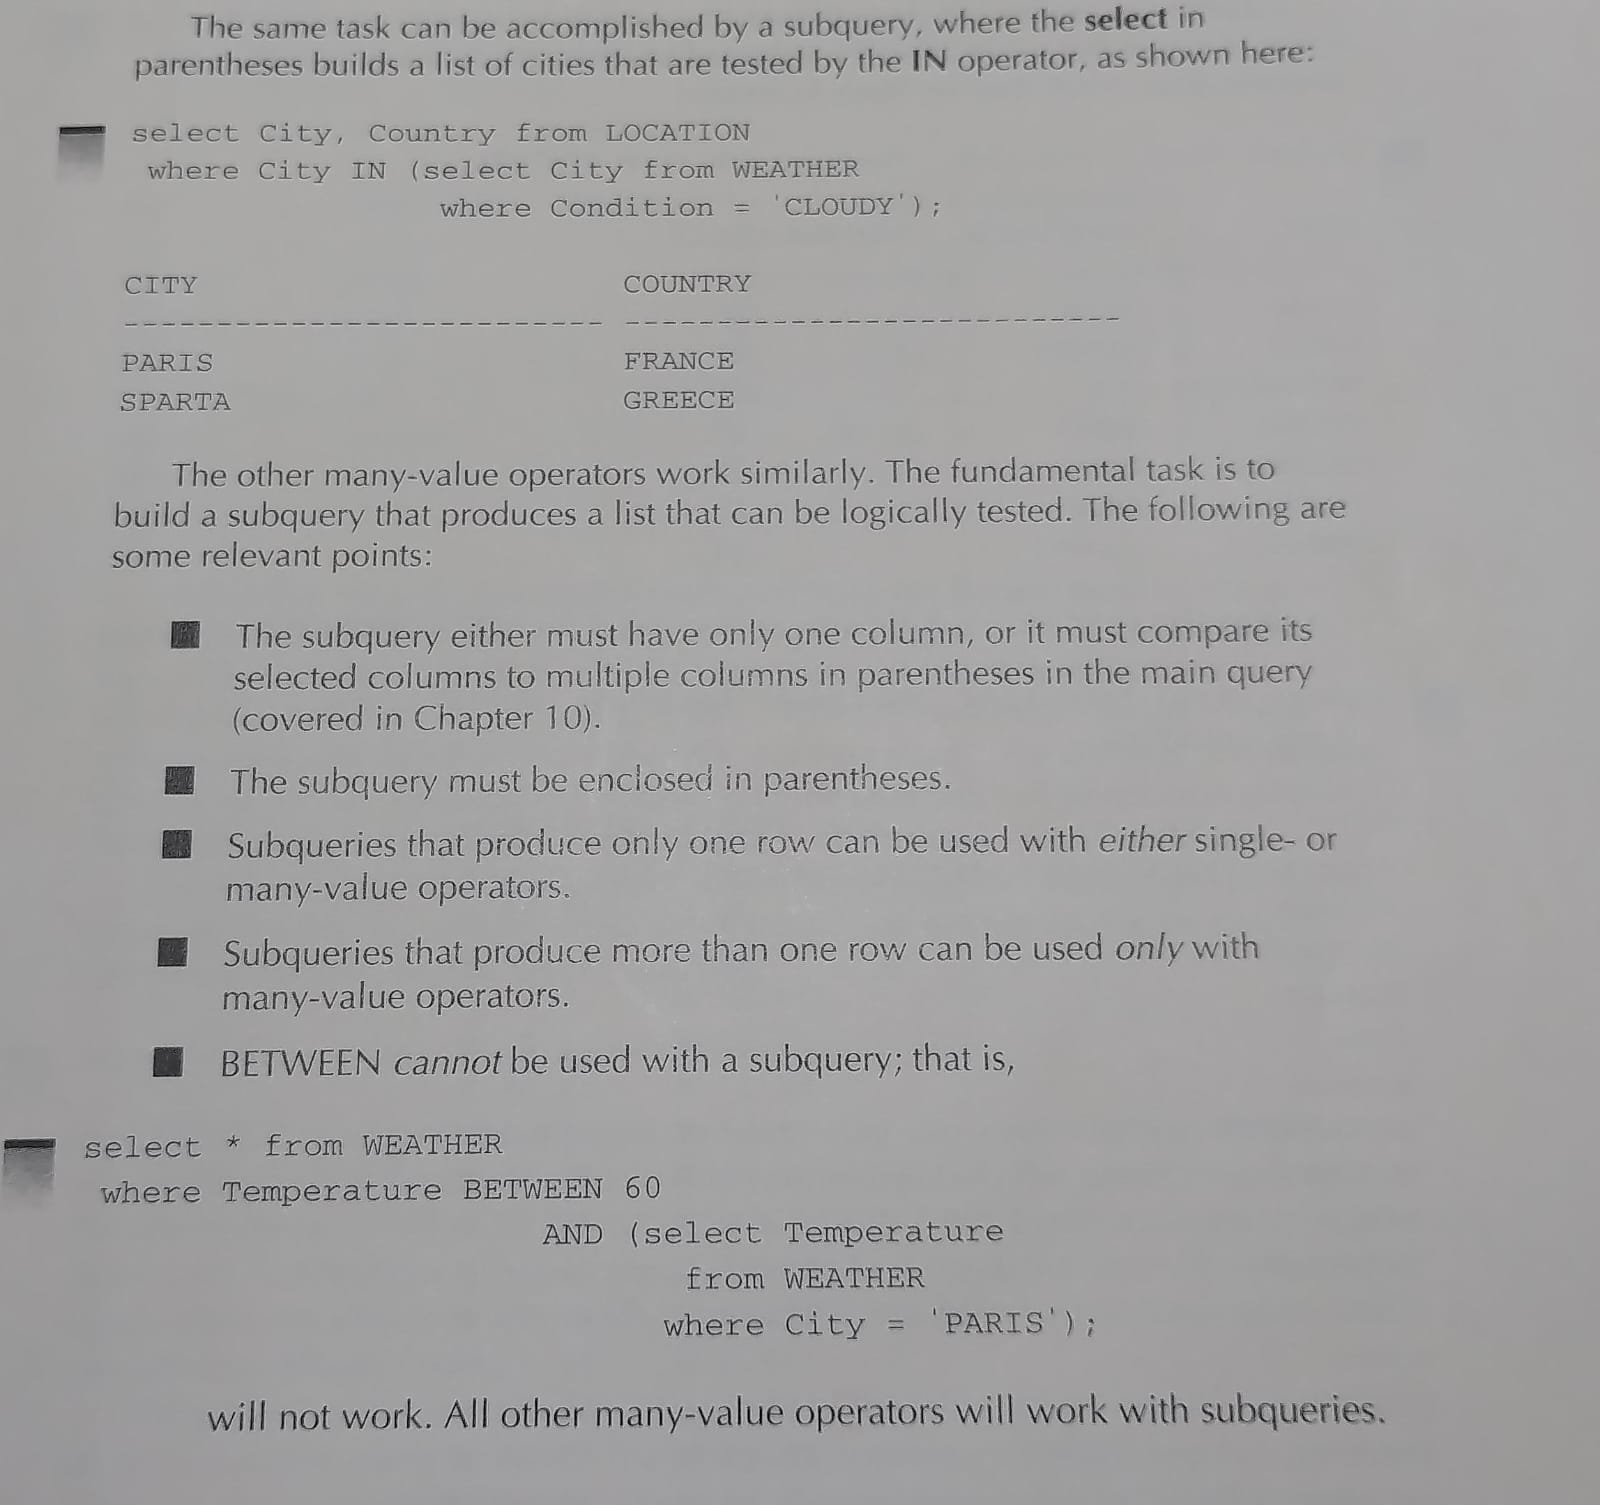 The same task can be accomplished by a subquery, where the select in
parentheses builds a list of cities that are tested by the IN operator, as shown here:
select City, Country from LOCATION
where City IN (select City from WEATHER
where Condition = 'CLOUDY');
CITY COUNTRY
--------------------------- ---------------------------
PARIS FRANCE
SPARTA GREECE
The other many-value operators work similarly. The fundamental task is to
build a subquery that produces a list that can be logically tested. The following are
some relevant points:
■ The subquery either must have only one column, or it must compare its
selected columns to multiple columns in parentheses in the main query
(covered in Chapter 10).
■ The subquery must be enclosed in parentheses.
■ Subqueries that produce only one row can be used with either single- or
many-value operators.
■ Subqueries that produce more than one row can be used only with
many-value operators.
■ BETWEEN cannot be used with a subquery; that is,
select * from WEATHER
where Temperature BETWEEN 60
AND (select Temperature
from WEATHER
where City = 'PARIS');
will not work. All other many-value operators will work with subqueries.